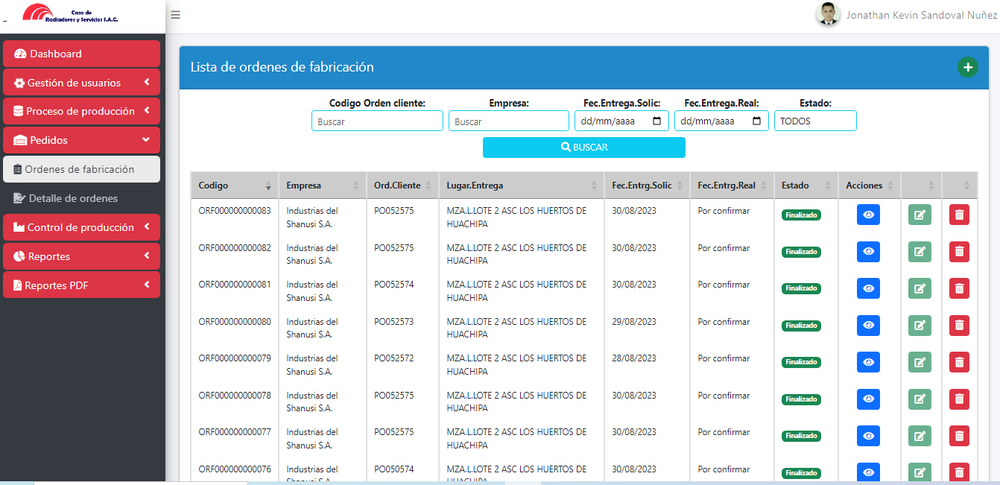 Casa de
Radiadores y Servicios S.A.C.
Jonathan Kevin Sandoval Nuñez
Dashboard
Gestión de usuarios
Proceso de producción
Pedidos
Ordenes de fabricación
Detalle de ordenes
Control de producción
Reportes
Reportes PDF
Lista de ordenes de fabricación
Codigo Orden cliente: Empresa: Fec.Entrega.Solic: Fec.Entrega.Real: Estado:
Buscar Buscar dd/mm/aaaa dd/mm/aaaa TODOS
BUSCAR
Codigo Empresa Ord.Cliente Lugar.Entrega Fec.Entrg.Solic Fec.Entrg.Real Estado Acciones
ORF000000000083 Industrias del PO052575 MZA.L.LOTE 2 ASC LOS HUERTOS DE 30/08/2023 Por confirmar Finalizado
Shanusi S.A. HUACHIPA
ORF000000000082 Industrias del PO052575 MZA.L.LOTE 2 ASC LOS HUERTOS DE 30/08/2023 Por confirmar Finalizado
Shanusi S.A. HUACHIPA
ORF000000000081 Industrias del PO052574 MZA.L.LOTE 2 ASC LOS HUERTOS DE 30/08/2023 Por confirmar Finalizado
Shanusi S.A. HUACHIPA
ORF000000000080 Industrias del PO052573 MZA.L.LOTE 2 ASC LOS HUERTOS DE 29/08/2023 Por confirmar Finalizado
Shanusi S.A. HUACHIPA
ORF000000000079 Industrias del PO052572 MZA.L.LOTE 2 ASC LOS HUERTOS DE 28/08/2023 Por confirmar Finalizado
Shanusi S.A. HUACHIPA
ORF000000000078 Industrias del PO052575 MZA.L.LOTE 2 ASC LOS HUERTOS DE 30/08/2023 Por confirmar Finalizado
Shanusi S.A. HUACHIPA
ORF000000000077 Industrias del PO052575 MZA.L.LOTE 2 ASC LOS HUERTOS DE 30/08/2023 Por confirmar Finalizado
Shanusi S.A. HUACHIPA
ORF000000000076 Industrias del PO050574 MZA.L.LOTE 2 ASC LOS HUERTOS DE 30/08/2023 Por confirmar Finalizado